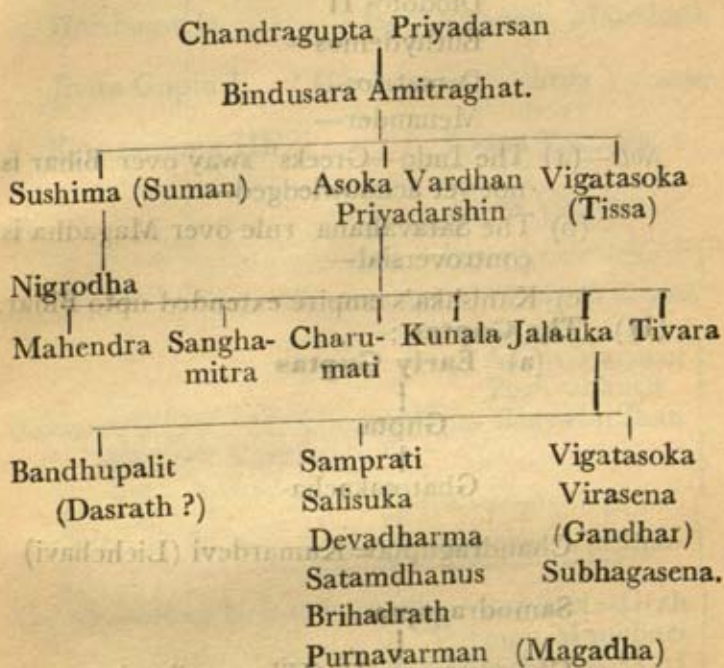 Chandragupta Priyadarsan
Bindusara Amitraghat.
Sushima (Suman) Asoka Vardhan Vigatasoka
Priyadarshin (Tissa)
Nigrodha
Mahendra Sangha- Charu- Kunala Jalauka Tivara
mitra mati
Bandhupalit Samprati Vigatasoka
(Dasrath ?) Salisuka Virasena
Devadharma (Gandhar)
Satamdhanus Subhagasena.
Brihadrath
Purnavarman (Magadha)